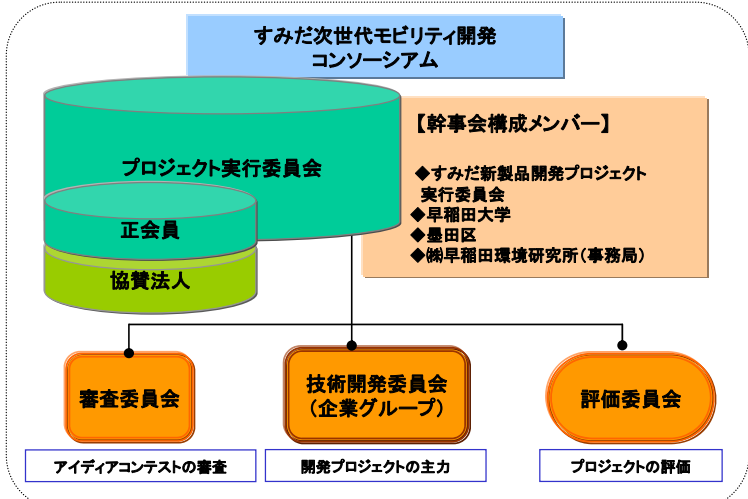 すみだ次世代モビリティ開発
コンソーシアム
プロジェクト実行委員会
正会員
協賛法人
【幹事会構成メンバー】
◆すみだ新製品開発プロジェクト
実行委員会
◆早稲田大学
◆墨田区
◆㈱早稲田環境研究所(事務局)
審査委員会
技術開発委員会
(企業グループ)
評価委員会
アイディアコンテストの審査
開発プロジェクトの主力
プロジェクトの評価